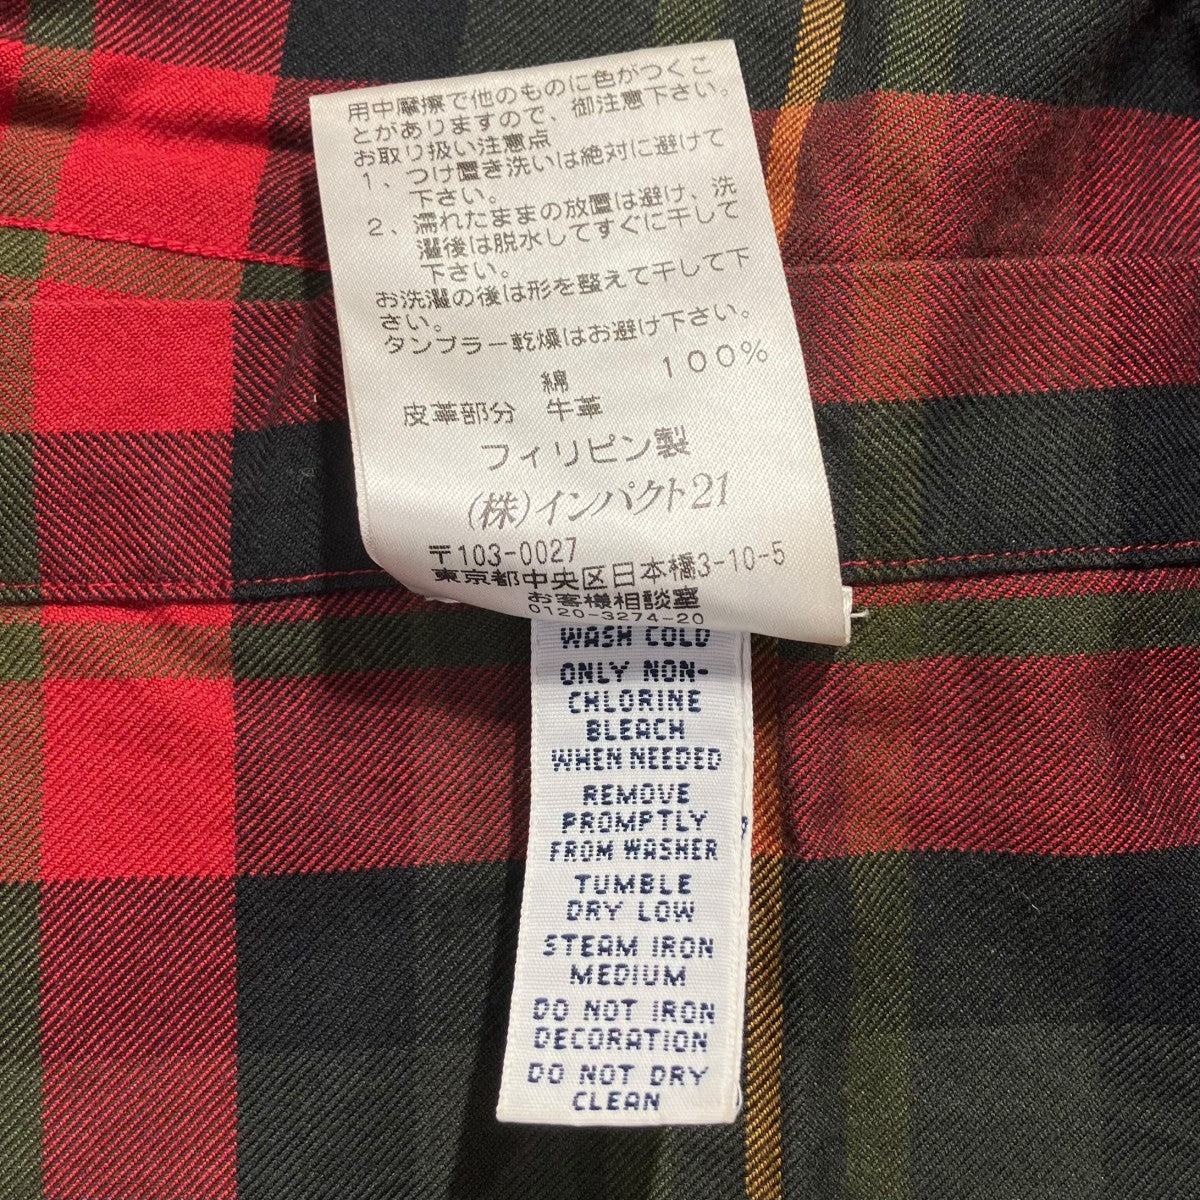 用中摩擦で他のものに色がつくこ
とがありますので、御注意下さい。
お取り扱い注意点
1、つけ置き洗いは絶対に避けて
下さい。
2、濡れたままの放置は避け、洗
濯後は脱水してすぐに干して
下さい。
お洗濯の後は形を整えて干して下
さい。
タンブラー乾燥はお避け下さい。
綿 100%
皮革部分 牛革
フィリピン製
(株)インパクト21
〒103-0027
東京都中央区日本橋3-10-5
お客様相談室
0120-3274-20
WASH COLD
ONLY NON-
CHLORINE
BLEACH
WHEN NEEDED
REMOVE
PROMPTLY
FROM WASHER
TUMBLE
DRY LOW
STEAM IRON
MEDIUM
DO NOT IRON
DECORATION
DO NOT DRY
CLEAN